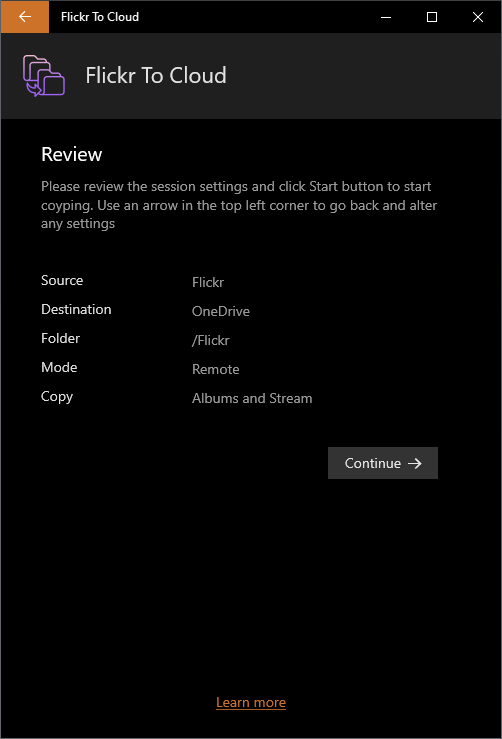 Flickr To Cloud
Flickr To Cloud
Review
Please review the session settings and click Start button to start
coyping. Use an arrow in the top left corner to go back and alter
any settings
Source Flickr
Destination OneDrive
Folder /Flickr
Mode Remote
Copy Albums and Stream
Continue
Learn more